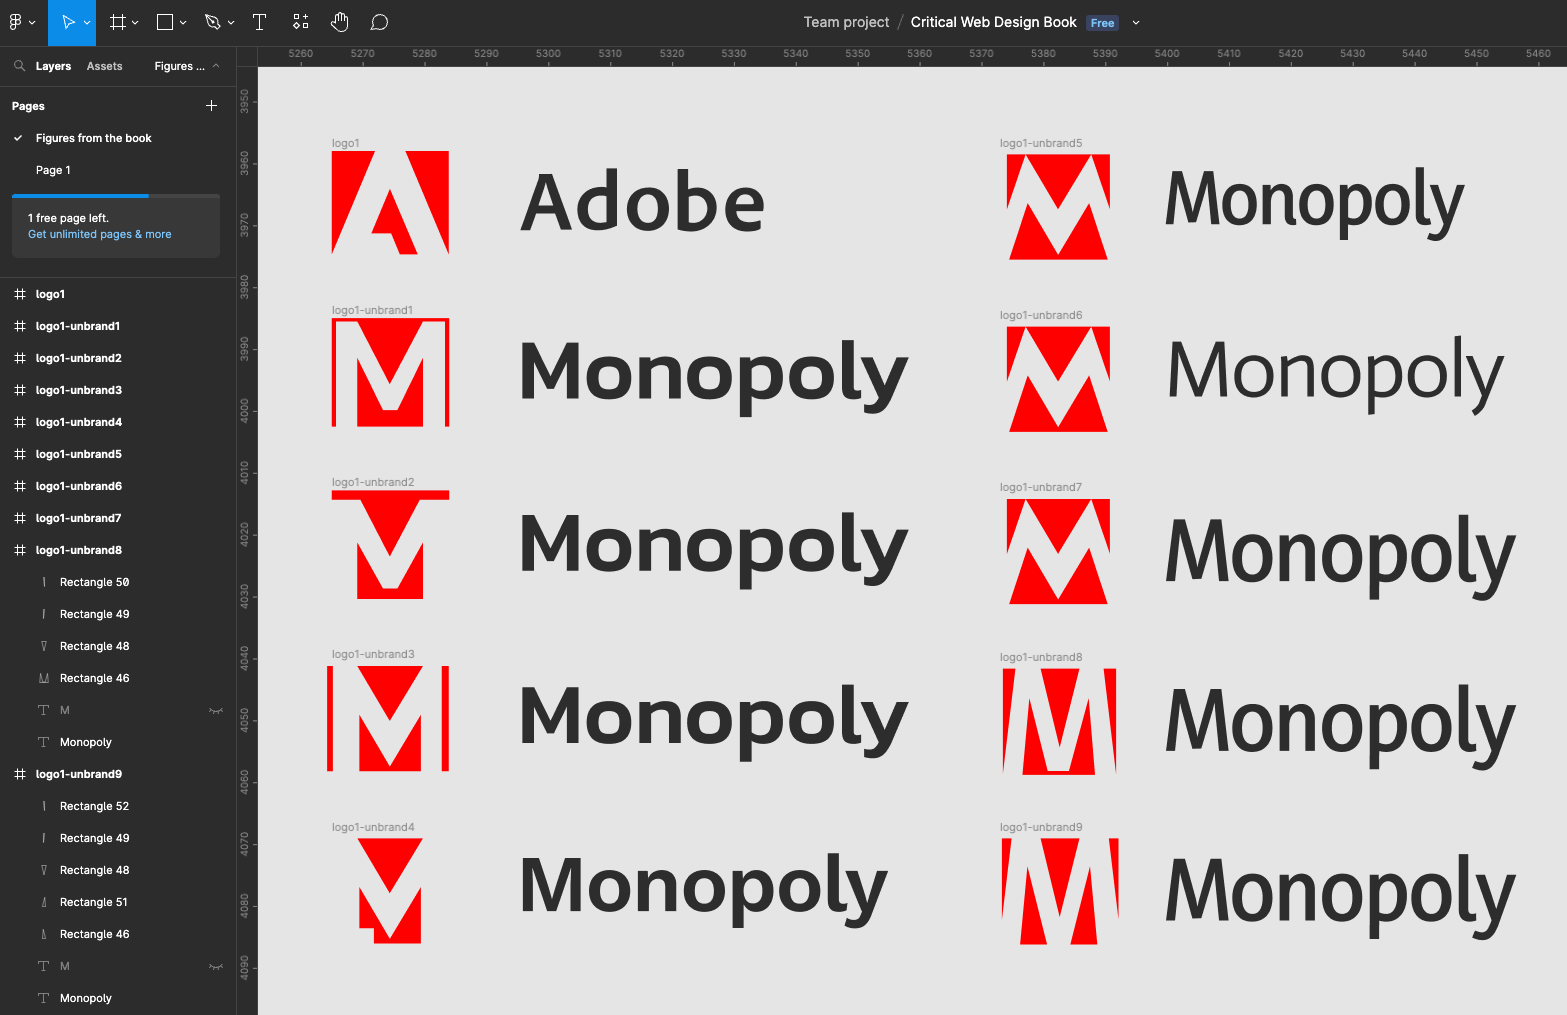 Team project / Critical Web Design Book Free
Layers Assets Figures ...
Pages
Figures from the book
Page 1
1 free page left.
Get unlimited pages & more
logo1
logo1-unbrand1
logo1-unbrand2
logo1-unbrand3
logo1-unbrand4
logo1-unbrand5
logo1-unbrand6
logo1-unbrand7
logo1-unbrand8
Rectangle 50
Rectangle 49
Rectangle 48
Rectangle 46
M
Monopoly
logo1-unbrand9
Rectangle 52
Rectangle 49
Rectangle 48
Rectangle 51
Rectangle 46
M
Monopoly
5260 5270 5280 5290 5300 5310 5320 5330 5340 5350 5360 5370 5380 5390 5400 5410 5420 5430 5440 5450 5460
3950
3960
3970
3980
3990
4000
4010
4020
4030
4040
4050
4060
4070
4080
4090
logo1
A Adobe
logo1-unbrand1
M Monopoly
logo1-unbrand2
M Monopoly
logo1-unbrand3
M Monopoly
logo1-unbrand4
M Monopoly
logo1-unbrand5
M Monopoly
logo1-unbrand6
M Monopoly
logo1-unbrand7
M Monopoly
logo1-unbrand8
M Monopoly
logo1-unbrand9
M Monopoly